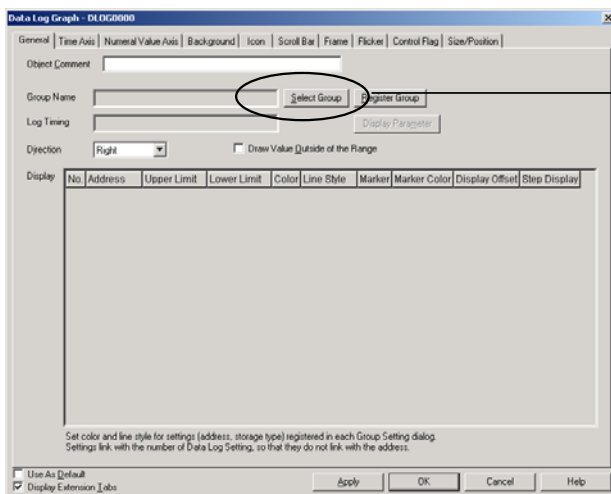 Data Log Graph - DLOG0000
General Time Axis Numeral Value Axis Background Icon Scroll Bar Frame Flicker Control Flag Size/Position
Object Comment
Group Name Select Group Register Group
Log Timing Display Parameter
Direction Right Draw Value Outside of the Range
Display No. Address Upper Limit Lower Limit Color Line Style Marker Marker Color Display Offset Step Display
Set color and line style for settings (address, storage type) registered in each Group Setting dialog.
Settings link with the number of Data Log Setting, so that they do not link with the address.
Use As Default
Display Extension Tabs Apply OK Cancel Help